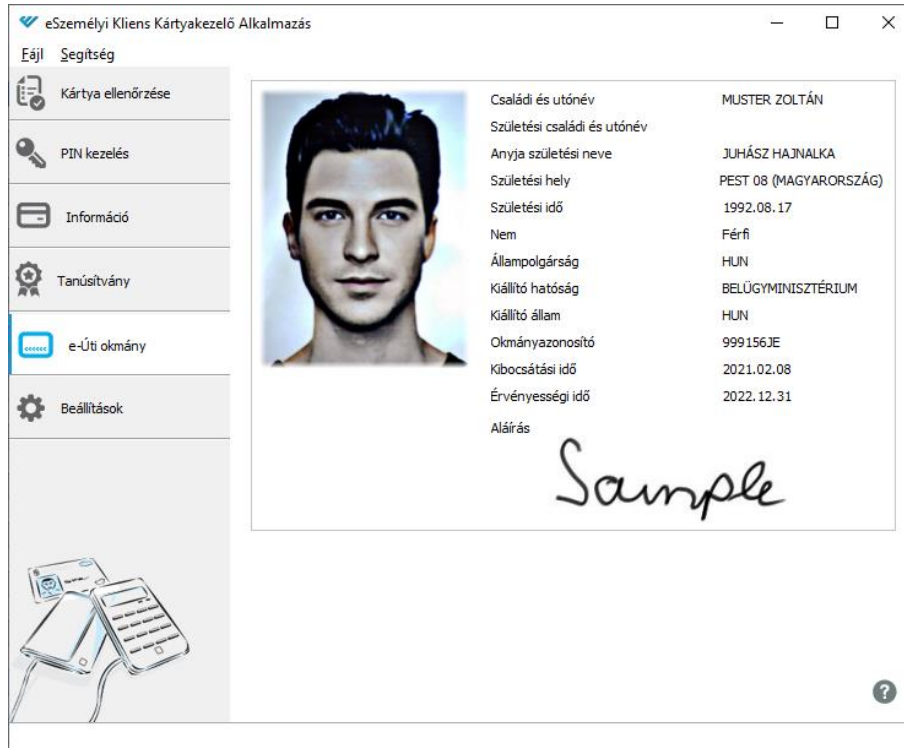 eSzemélyi Kliens Kártyakezelő Alkalmazás
Fájl Segítség
Kártya ellenőrzése
PIN kezelés
Információ
Tanúsítvány
e-Úti okmány
Beállítások
Családi és utónév MUSTER ZOLTÁN
Születési családi és utónév
Anyja születési neve JUHÁSZ HAJNALKA
Születési hely PEST 08 (MAGYARORSZÁG)
Születési idő 1992.08.17
Nem Férfi
Állampolgárság HUN
Kiállító hatóság BELÜGYMINISZTÉRIUM
Kiállító állam HUN
Okmányazonosító 999156JE
Kibocsátási idő 2021.02.08
Érvényességi idő 2022.12.31
Aláírás
Sample
?